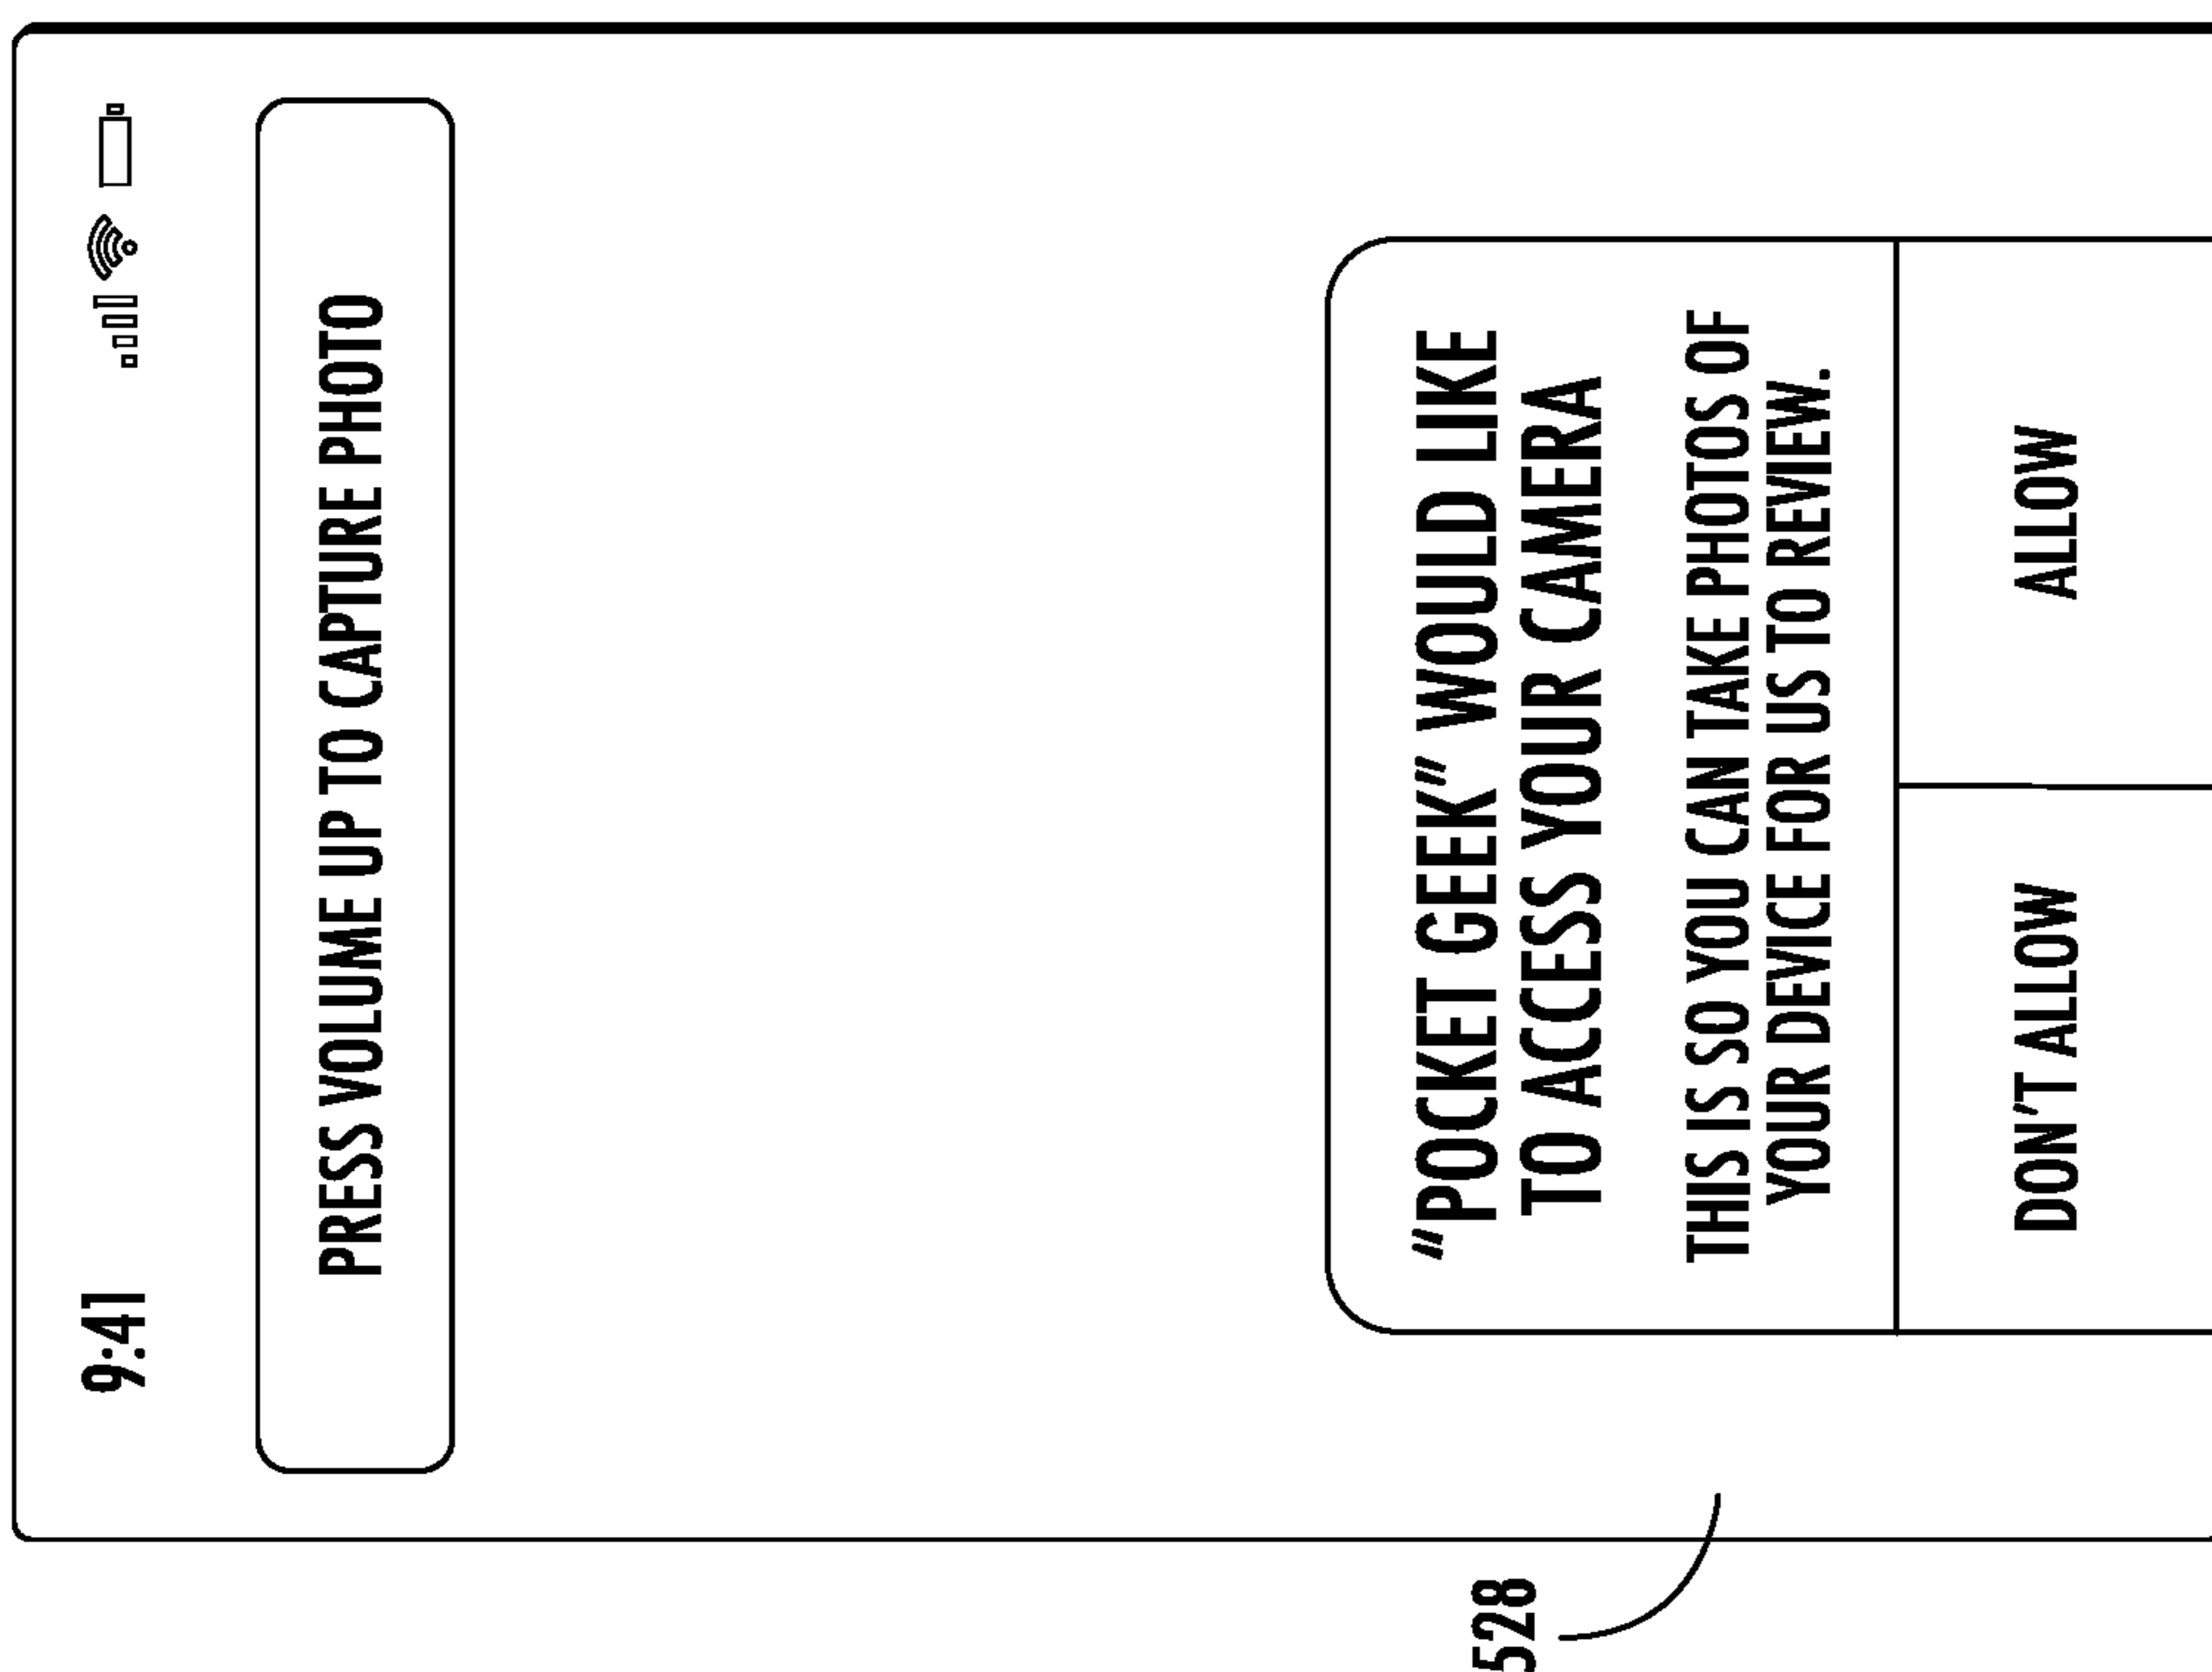 9:41
PRESS VOLUME UP TO CAPTURE PHOTO
"POCKET GEEK" WOULD LIKE
TO ACCESS YOUR CAMERA
THIS IS SO YOU CAN TAKE PHOTOS OF
YOUR DEVICE FOR US TO REVIEW.
DON'T ALLOW
ALLOW
528